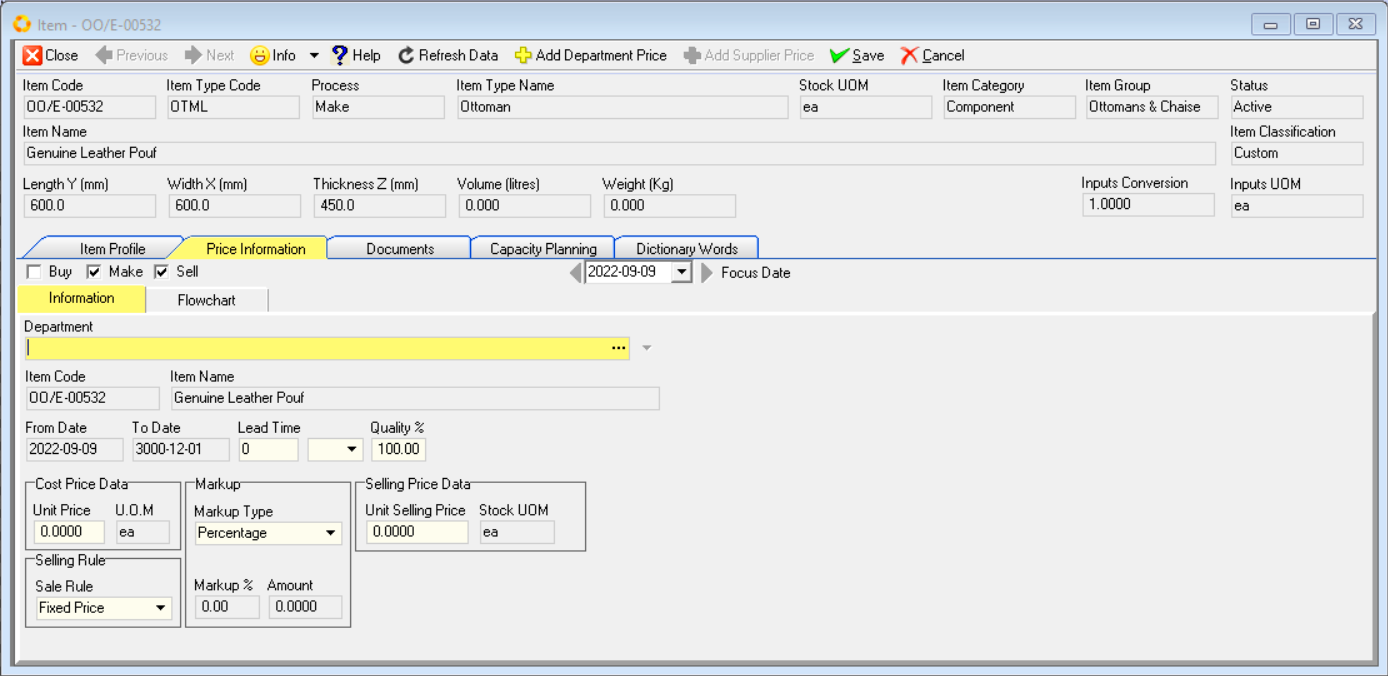 Item - OO/E-00532
Close Previous Next Info Help Refresh Data Add Department Price Add Supplier Price Save Cancel
Item Code Item Type Code Process Item Type Name Stock UOM Item Category Item Group Status
OO/E-00532 OTML Make Ottoman ea Component Ottomans & Chaise Active
Item Name Item Classification
Genuine Leather Pouf Custom
Length Y (mm) Width X (mm) Thickness Z (mm) Volume (litres) Weight (Kg) Inputs Conversion Inputs UOM
600.0 600.0 450.0 0.000 0.000 1.0000 ea
Item Profile Price Information Documents Capacity Planning Dictionary Words
Buy Make Sell 2022-09-09 Focus Date
Information Flowchart
Department
...
Item Code Item Name
OO/E-00532 Genuine Leather Pouf
From Date To Date Lead Time Quality %
2022-09-09 3000-12-01 0 100.00
Cost Price Data Markup Selling Price Data
Unit Price U.O.M Markup Type Unit Selling Price Stock UOM
0.0000 ea Percentage 0.0000 ea
Selling Rule
Sale Rule Markup % Amount
Fixed Price 0.00 0.0000